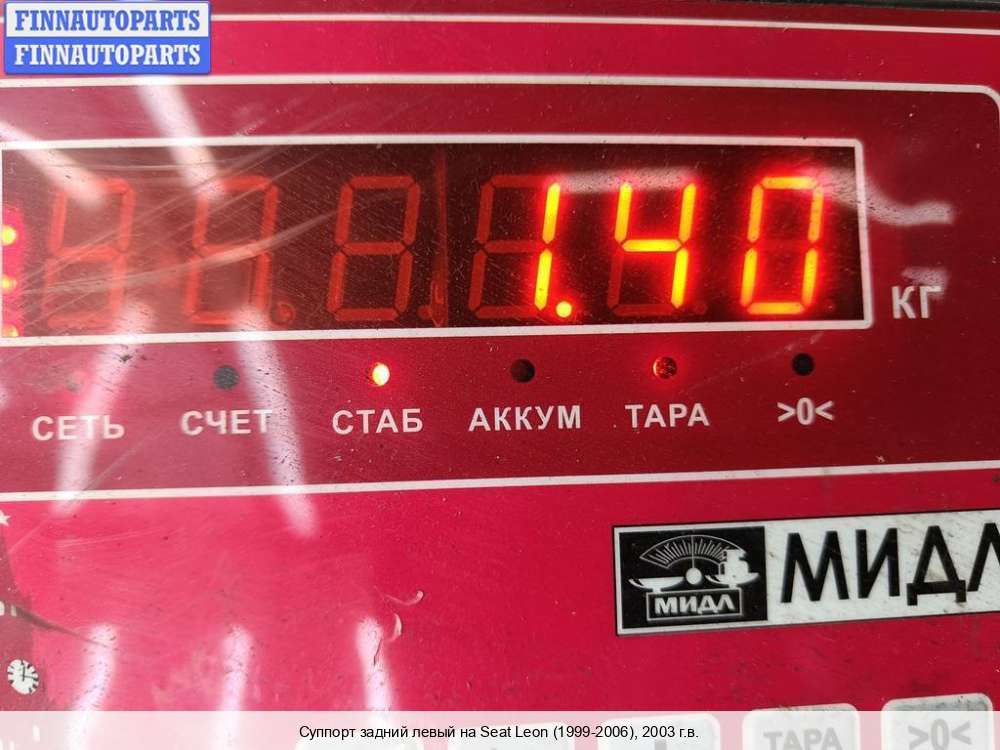 FINNAUTOPARTS
FINNAUTOPARTS
1.40
КГ
СЕТЬ СЧЕТ СТАБ АККУМ ТАРА >0<
МИДЛ МИДЛ
ТАРА >0<
Суппорт задний левый на Seat Leon (1999-2006), 2003 г.в.